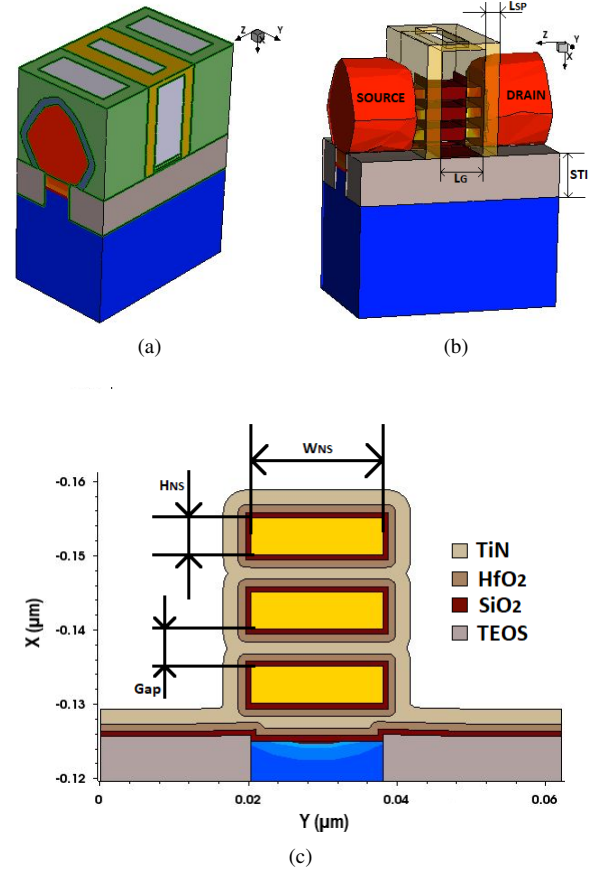 Z Y
X
(a)
LSP
Z Y
X
SOURCE
DRAIN
LG
STI
(b)
WNS
HNS
Gap
-0.16
-0.15
-0.14
-0.13
-0.12
X (µm)
0 0.02 0.04 0.06
Y (µm)
TiN
HfO2
SiO2
TEOS
(c)